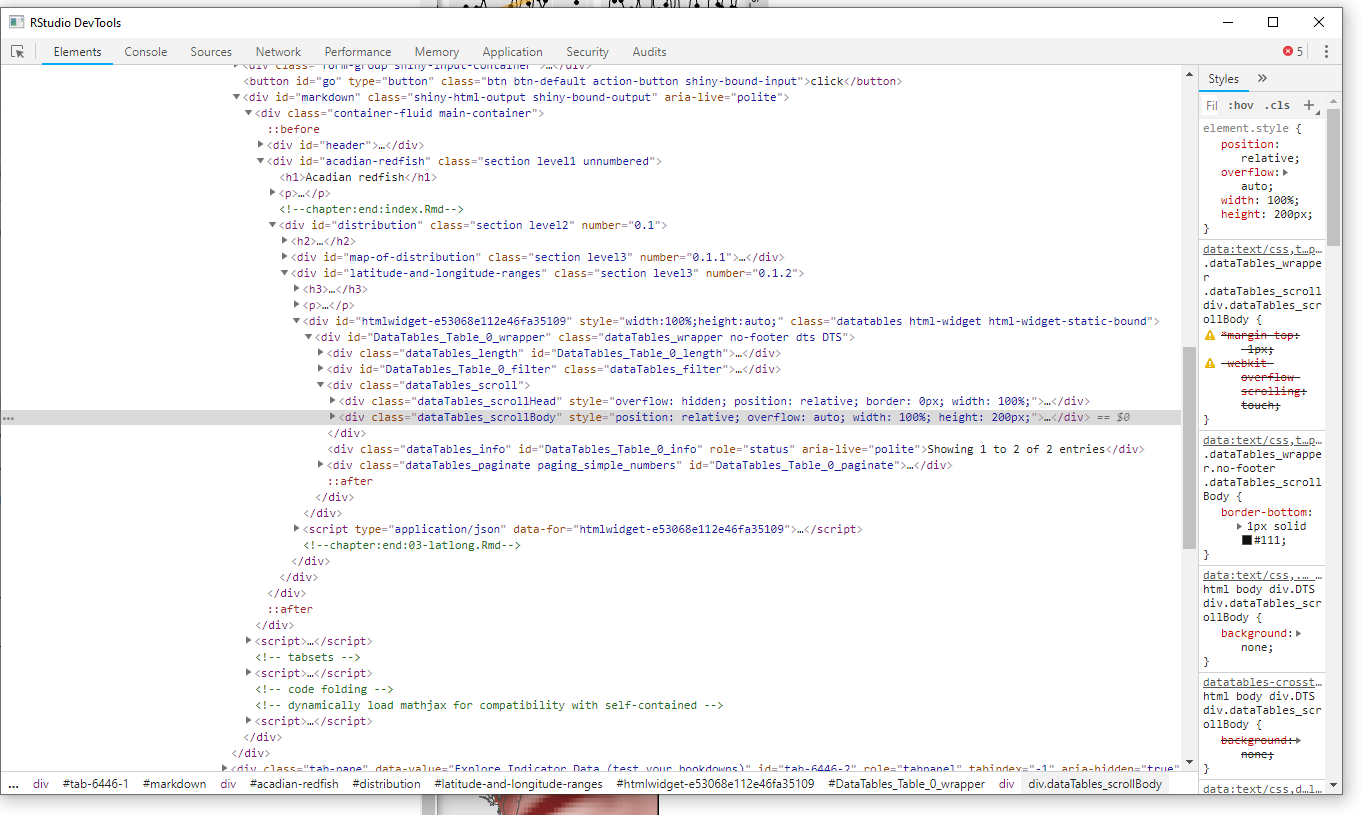 RStudio DevTools
Elements Console Sources Network Performance Memory Application Security Audits 5
<div class="form-group shiny-input-container">…</div>
<button id="go" type="button" class="btn btn-default action-button shiny-bound-input">click</button>
<div id="markdown" class="shiny-html-output shiny-bound-output" aria-live="polite">
<div class="container-fluid main-container">
::before
<div id="header">…</div>
<div id="acadian-redfish" class="section level1 unnumbered">
<h1>Acadian redfish</h1>
<p>…</p>
<!--chapter:end:index.Rmd-->
<div id="distribution" class="section level2" number="0.1">
<h2>…</h2>
<div id="map-of-distribution" class="section level3" number="0.1.1">…</div>
<div id="latitude-and-longitude-ranges" class="section level3" number="0.1.2">
<h3>…</h3>
<p>…</p>
<div id="htmlwidget-e53068e112e46fa35109" style="width:100%;height:auto;" class="datatables html-widget html-widget-static-bound">
<div id="DataTables_Table_0_wrapper" class="dataTables_wrapper no-footer dts DTS">
<div class="dataTables_length" id="DataTables_Table_0_length">…</div>
<div id="DataTables_Table_0_filter" class="dataTables_filter">…</div>
<div class="dataTables_scroll">
<div class="dataTables_scrollHead" style="overflow: hidden; position: relative; border: 0px; width: 100%;">…</div>
... <div class="dataTables_scrollBody" style="position: relative; overflow: auto; width: 100%; height: 200px;">…</div> == $0
</div>
<div class="dataTables_info" id="DataTables_Table_0_info" role="status" aria-live="polite">Showing 1 to 2 of 2 entries</div>
<div class="dataTables_paginate paging_simple_numbers" id="DataTables_Table_0_paginate">…</div>
::after
</div>
</div>
<script type="application/json" data-for="htmlwidget-e53068e112e46fa35109">…</script>
<!--chapter:end:03-latlong.Rmd-->
</div>
</div>
</div>
::after
</div>
<script>…</script>
<!-- tabsets -->
<script>…</script>
<!-- code folding -->
<!-- dynamically load mathjax for compatibility with self-contained -->
<script>…</script>
</div>
</div>
<div class="tab-pane" data-value="Explore Indicator Data (test your bookdowns)" id="tab-6446-2" role="tabpanel" tabindex="-1" aria-hidden="true"
... div #tab-6446-1 #markdown div #acadian-redfish #distribution #latitude-and-longitude-ranges #htmlwidget-e53068e112e46fa35109 #DataTables_Table_0_wrapper div div.dataTables_scrollBody
Styles »
Fil :hov .cls +
element.style {
position:
relative;
overflow:
auto;
width: 100%;
height: 200px;
}
data:text/css,t…p…
.dataTables_wrappe
r
.dataTables_scroll
div.dataTables_scr
ollBody {
*margin-top:
-1px;
-webkit-
overflow-
scrolling:
touch;
}
data:text/css,t…p…
.dataTables_wrappe
r.no-footer
.dataTables_scroll
Body {
border-bottom:
1px solid
#111;
}
data:text/css,.… …
html body div.DTS
div.dataTables_scr
ollBody {
background:
none;
}
datatables-crosst…
html body div.DTS
div.dataTables_scr
ollBody {
background:
none;
}
data:text/css,d…l…